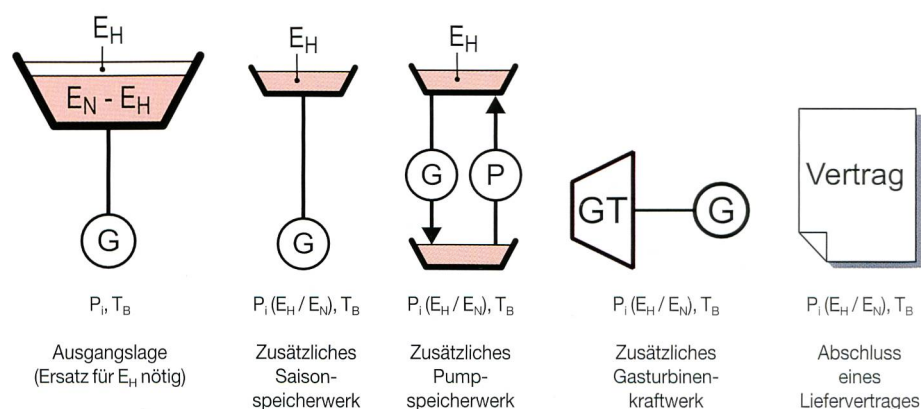 E_H
E_N - E_H
G
P_i, T_B
Ausgangslage
(Ersatz für E_H nötig)
E_H
G
P_i (E_H / E_N), T_B
Zusätzliches
Saison-
speicherwerk
E_H
G
P
P_i (E_H / E_N), T_B
Zusätzliches
Pump-
speicherwerk
GT
G
P_i (E_H / E_N), T_B
Zusätzliches
Gasturbinen-
kraftwerk
Vertrag
P_i (E_H / E_N), T_B
Abschluss
eines
Liefervertrages